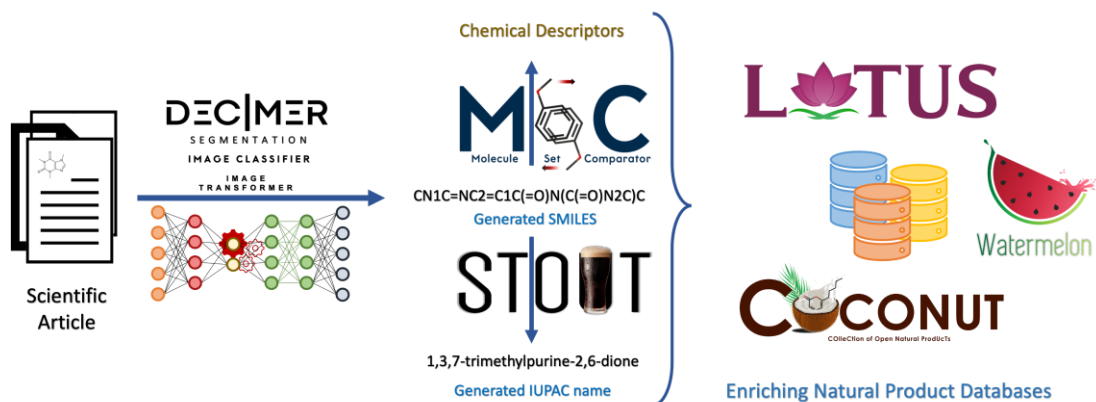 Scientific
Article
DEC|MER
SEGMENTATION
IMAGE CLASSIFIER
IMAGE
TRANSFORMER
Chemical Descriptors
MSC
Molecule Set Comparator
CN1C=NC2=C1C(=O)N(C(=O)N2C)C
Generated SMILES
STOUT
1,3,7-trimethylpurine-2,6-dione
Generated IUPAC name
LOTUS
Watermelon
COCONUT
COlleCtion of Open Natural ProdUcTs
Enriching Natural Product Databases